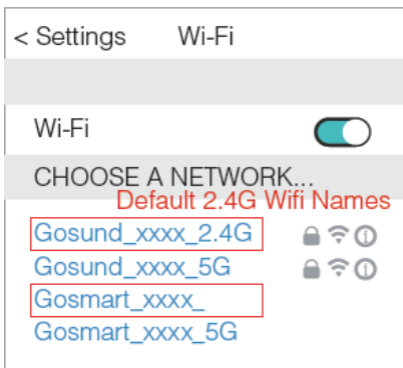 < Settings Wi-Fi
Wi-Fi
CHOOSE A NETWORK...
Default 2.4G Wifi Names
Gosund_xxxx_2.4G
Gosund_xxxx_5G
Gosmart_xxxx_
Gosmart_xxxx_5G